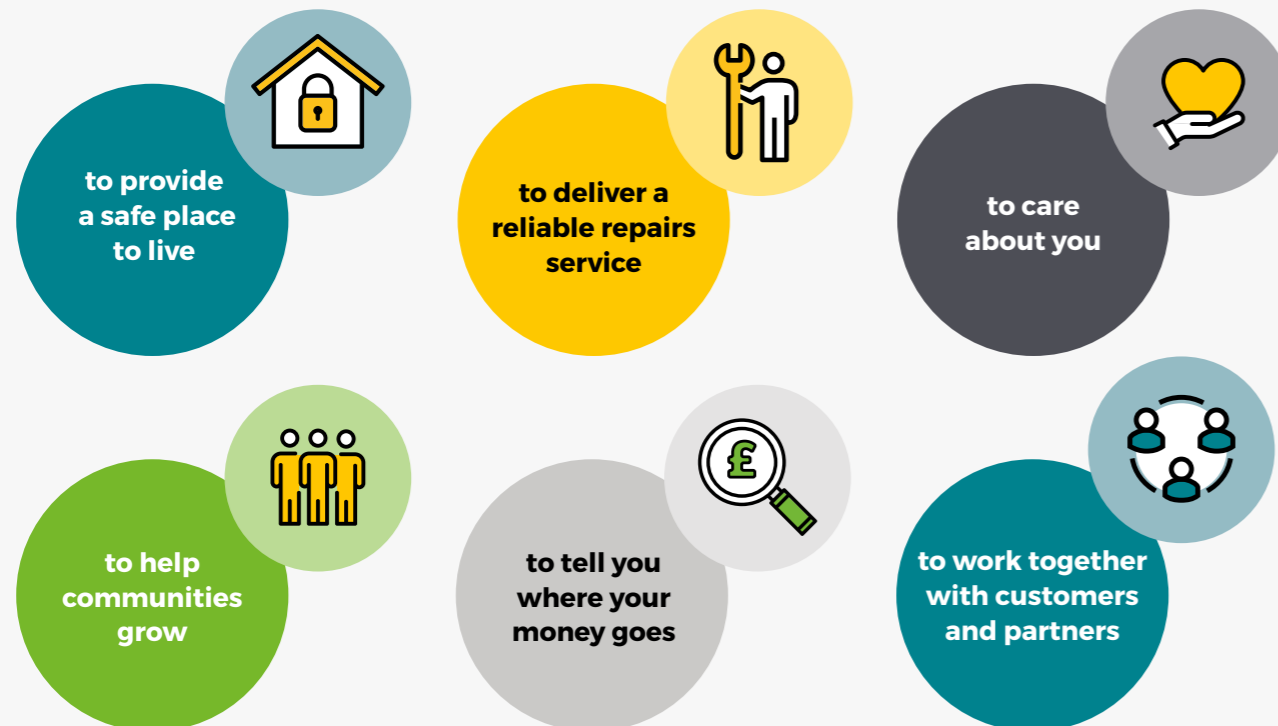 to provide
a safe place
to live
to deliver a
reliable repairs
service
to care
about you
to help
communities
grow
£
to tell you
where your
money goes
to work together
with customers
and partners